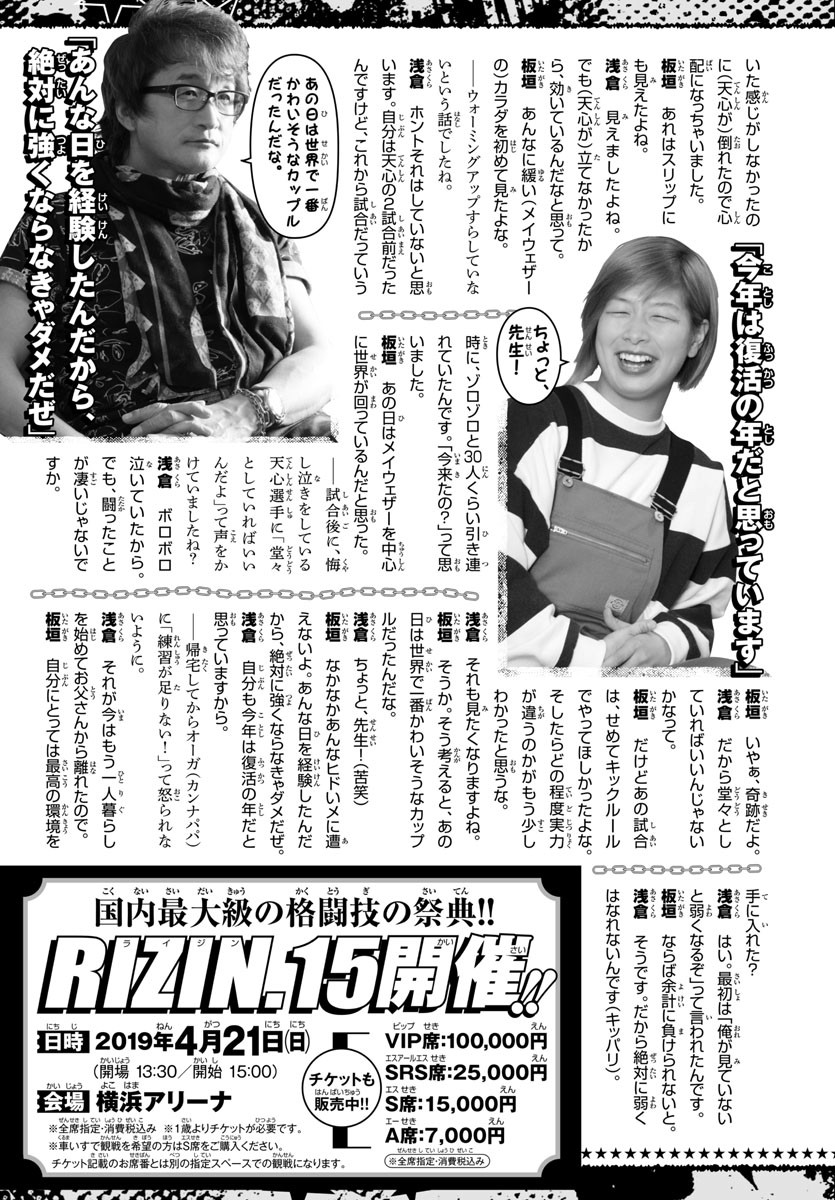 いた感じがしなかったの
に(天心が)倒れたので心
配になっちゃいました。
板垣　あれはスリップに
も見えたよね。
浅倉　見えましたよね。
でも(天心が)立てなかったか
ら、効いているんだなと思って。
板垣　あんなに緩い(メイウェザー
の)カラダを初めて見たよな。
――ウォーミングアップすらしていな
いという話でしたね。
浅倉　ホントそれはしていないと思
います。自分は天心の2試合前だった
んですけど、これから試合だっていう
あの日は世界で一番
かわいそうなカップル
だったんだな。
『あんな日を経験したんだから、
絶対に強くならなきゃダメだぜ』
『今年は復活の年だと思っています』
ちょっと、
先生!
時に、ゾロゾロと30人くらい引き連
れていたんです。「今来たの?」って思
いました。
板垣　あの日はメイウェザーを中心
に世界が回っているんだと思った。
――試合後に、悔
し泣きをしている
天心選手に「堂々
としていればいい
んだよ」って声をか
けていましたね?
浅倉　ボロボロ
泣いていたから。
でも、闘ったこと
が凄いじゃないで
すか。
板垣　いやぁ、奇跡だよ。
浅倉　だから堂々とし
ていればいいんじゃない
かなって。
板垣　だけどあの試合
は、せめてキックルール
でやってほしかったよな。
そしたらどの程度実力
が違うのかがもう少し
わかったと思うな。
浅倉　それも見たくなりますよね。
板垣　そうか。そう考えると、あの
日は世界で一番かわいそうなカップ
ルだったんだな。
浅倉　ちょっと、先生!(苦笑)
板垣　なかなかあんなヒドいメに遭
えないよ。あんな日を経験したんだ
から、絶対に強くならなきゃダメだぜ。
浅倉　自分も今年は復活の年だと
思っていますから。
――帰宅してからオーガ(カンナパパ)
に「練習が足りない!」って怒られな
いように。
浅倉　それが今はもう一人暮らし
を始めてお父さんから離れたので。
板垣　自分にとっては最高の環境を
手に入れた?
浅倉　はい。最初は「俺が見ていない
と弱くなるぞ」って言われたんです。
板垣　ならば余計に負けられないと。
浅倉　そうです。だから絶対に弱く
はなれないんです(キッパリ)。
国内最大級の格闘技の祭典!!
RIZIN.15開催!!
日時 2019年4月21日(日)
(開場 13:30/開始 15:00)
会場 横浜アリーナ
※全席指定・消費税込み ※1歳よりチケットが必要です。
※車いすで観戦を希望の方はS席をご購入ください。
チケット記載のお席番とは別の指定スペースでの観戦になります。
チケットも
販売中!!
VIP席:100,000円
SRS席:25,000円
S席:15,000円
A席:7,000円
※全席指定・消費税込み